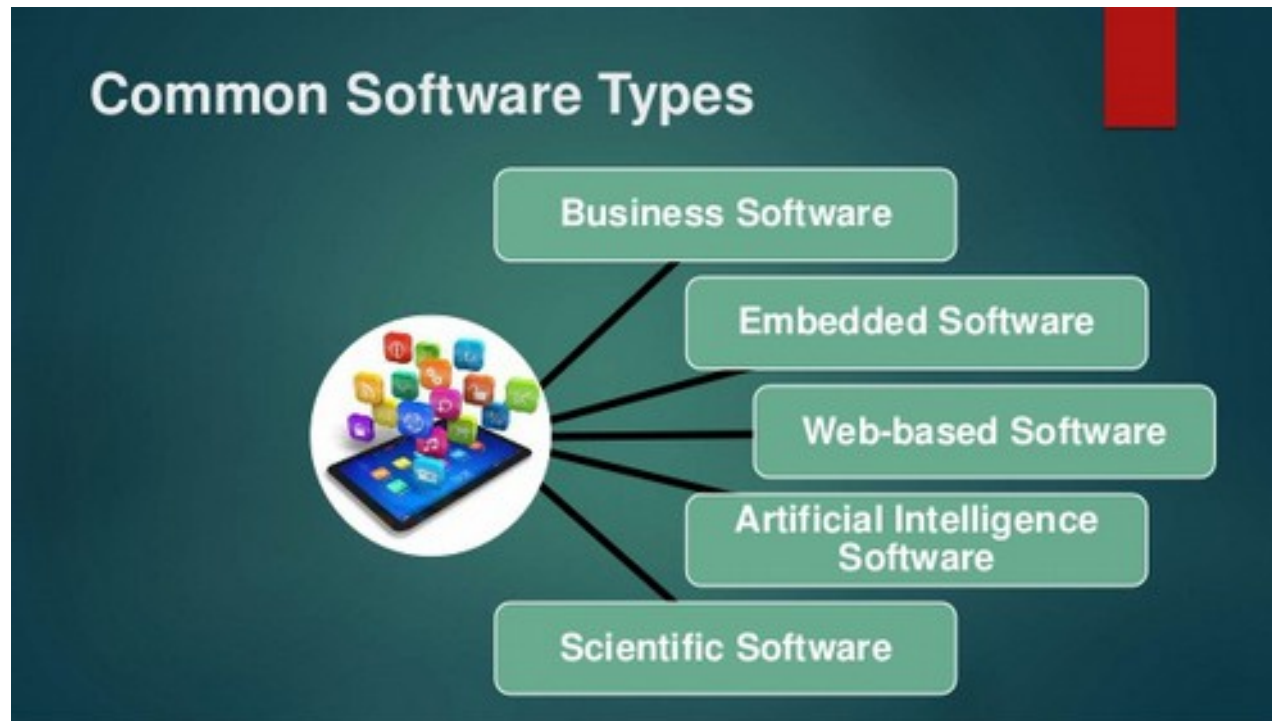 Common Software Types
Business Software
Embedded Software
Web-based Software
Artificial Intelligence
Software
Scientific Software